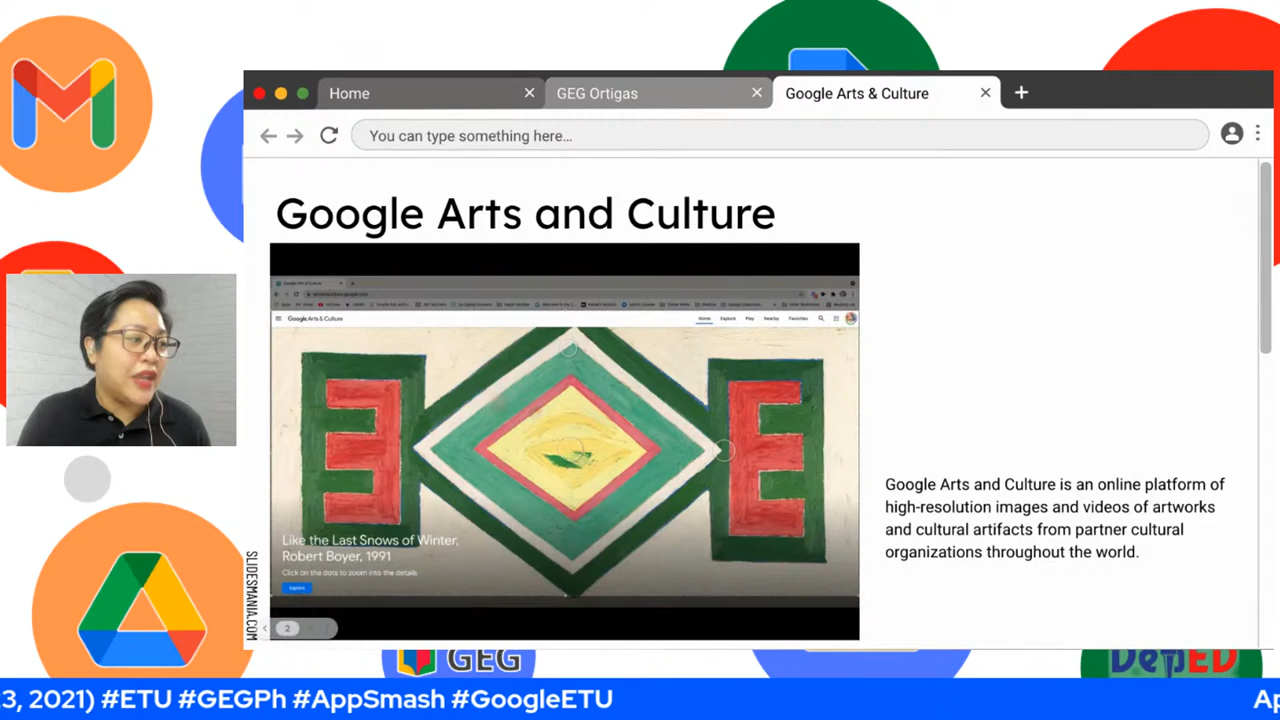 Home
GEG Ortigas
Google Arts & Culture
You can type something here...
Google Arts and Culture
Google Arts & Culture
Home
Explore
Play
Nearby
Favorites
Like the Last Snows of Winter,
Robert Boyer, 1991
Click on the dots to zoom into the details
Explore
Google Arts and Culture is an online platform of
high-resolution images and videos of artworks
and cultural artifacts from partner cultural
organizations throughout the world.
SLIDESMANIA.COM
2
GEG
DepED
3, 2021) #ETU #GEGPh #AppSmash #GoogleETU
Ap